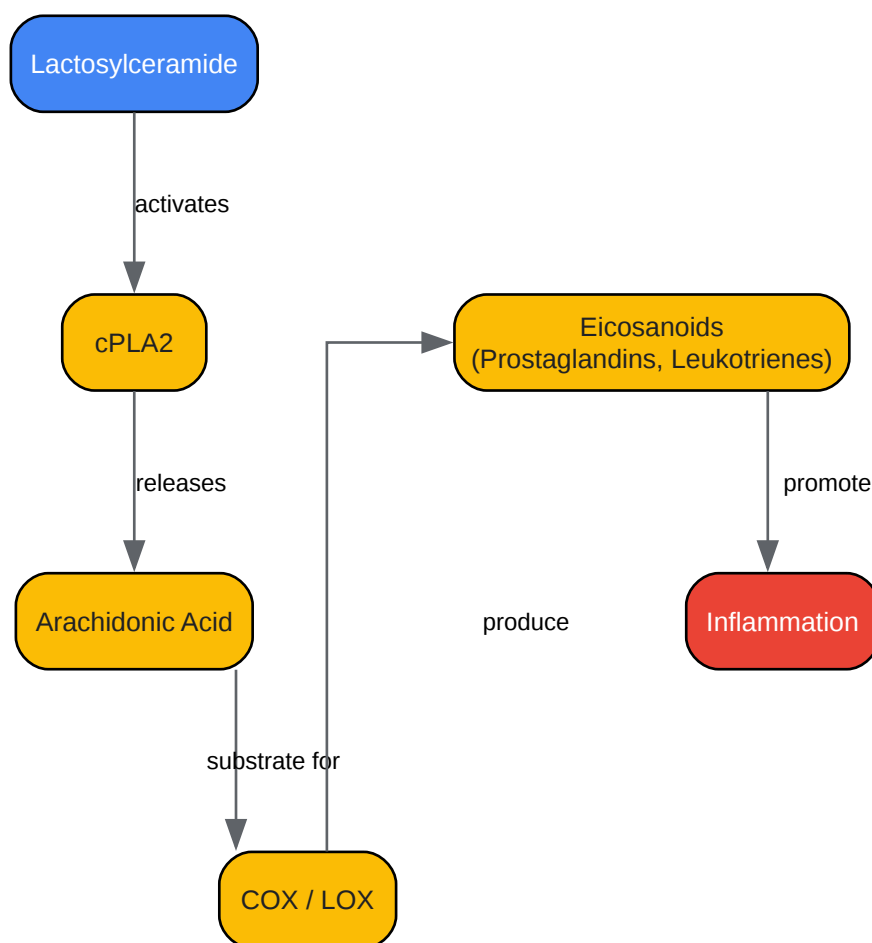 Lactosylceramide
activates
cPLA2
releases
Arachidonic Acid
substrate for
COX / LOX
produce
Eicosanoids
(Prostaglandins, Leukotrienes)
promote
Inflammation